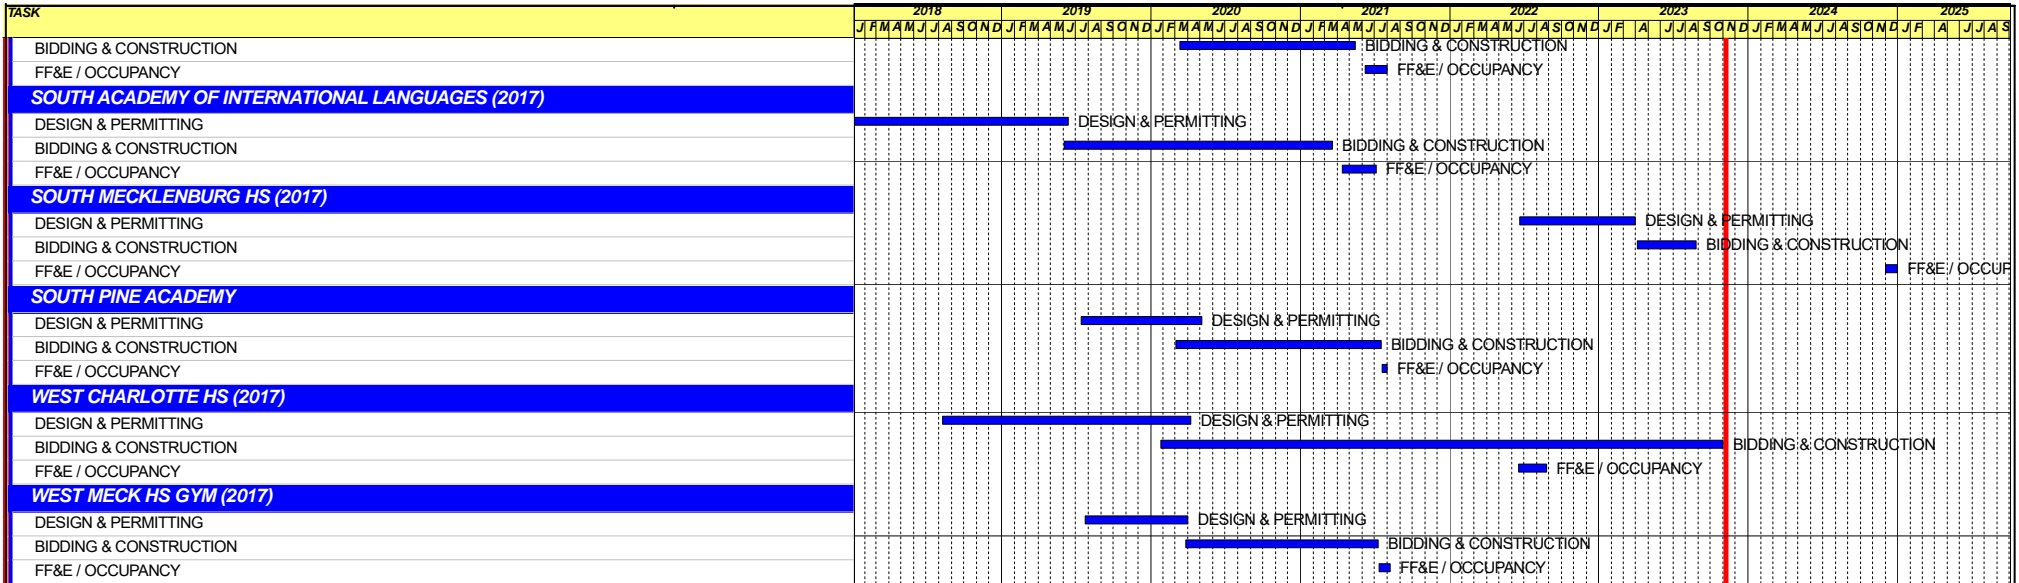 TASK 2018 2019 2020 2021 2022 2023 2024 2025
J F M A M J J A S O N D J F M A M J J A S O N D J F M A M J J A S O N D J F M A M J J A S O N D J F M A M J J A S O N D J F A J J A S O N D J F M A M J J A S O N D J F A J J A S
BIDDING & CONSTRUCTION BIDDING & CONSTRUCTION
FF&E / OCCUPANCY FF&E / OCCUPANCY
SOUTH ACADEMY OF INTERNATIONAL LANGUAGES (2017)
DESIGN & PERMITTING DESIGN & PERMITTING
BIDDING & CONSTRUCTION BIDDING & CONSTRUCTION
FF&E / OCCUPANCY FF&E / OCCUPANCY
SOUTH MECKLENBURG HS (2017)
DESIGN & PERMITTING DESIGN & PERMITTING
BIDDING & CONSTRUCTION BIDDING & CONSTRUCTION
FF&E / OCCUPANCY FF&E / OCCUP
SOUTH PINE ACADEMY
DESIGN & PERMITTING DESIGN & PERMITTING
BIDDING & CONSTRUCTION BIDDING & CONSTRUCTION
FF&E / OCCUPANCY FF&E / OCCUPANCY
WEST CHARLOTTE HS (2017)
DESIGN & PERMITTING DESIGN & PERMITTING
BIDDING & CONSTRUCTION BIDDING & CONSTRUCTION
FF&E / OCCUPANCY FF&E / OCCUPANCY
WEST MECK HS GYM (2017)
DESIGN & PERMITTING DESIGN & PERMITTING
BIDDING & CONSTRUCTION BIDDING & CONSTRUCTION
FF&E / OCCUPANCY FF&E / OCCUPANCY